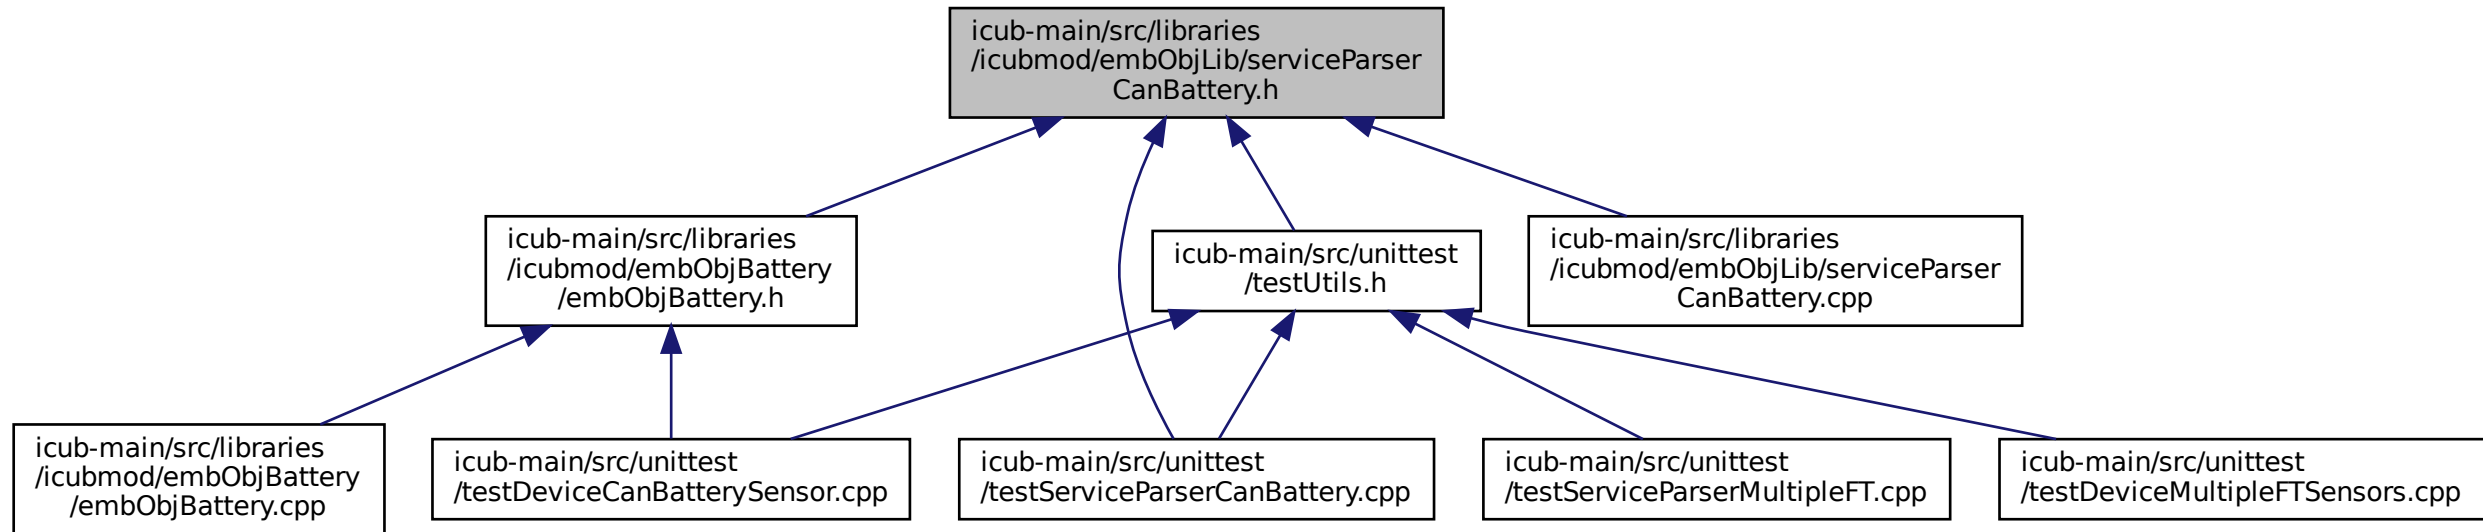 icub-main/src/libraries
/icubmod/embObjLib/serviceParser
CanBattery.h
icub-main/src/libraries
/icubmod/embObjBattery
/embObjBattery.h
icub-main/src/unittest
/testUtils.h
icub-main/src/libraries
/icubmod/embObjLib/serviceParser
CanBattery.cpp
icub-main/src/libraries
/icubmod/embObjBattery
/embObjBattery.cpp
icub-main/src/unittest
/testDeviceCanBatterySensor.cpp
icub-main/src/unittest
/testServiceParserCanBattery.cpp
icub-main/src/unittest
/testServiceParserMultipleFT.cpp
icub-main/src/unittest
/testDeviceMultipleFTSensors.cpp